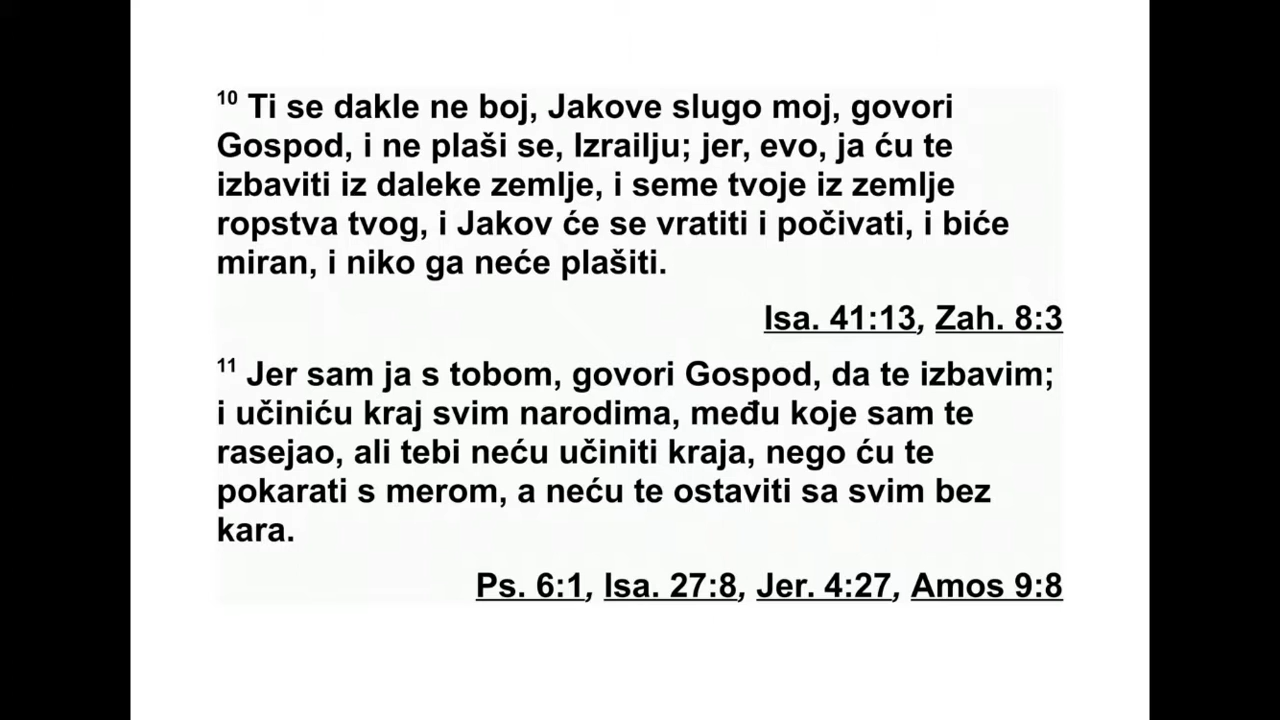 10 Ti se dakle ne boj, Jakove slugo moj, govori
Gospod, i ne plaši se, Izrailju; jer, evo, ja ću te
izbaviti iz daleke zemlje, i seme tvoje iz zemlje
ropstva tvog, i Jakov će se vratiti i počivati, i biće
miran, i niko ga neće plašiti.
Isa. 41:13, Zah. 8:3
11 Jer sam ja s tobom, govori Gospod, da te izbavim;
i učiniću kraj svim narodima, među koje sam te
rasejao, ali tebi neću učiniti kraja, nego ću te
pokarati s merom, a neću te ostaviti sa svim bez
kara.
Ps. 6:1, Isa. 27:8, Jer. 4:27, Amos 9:8